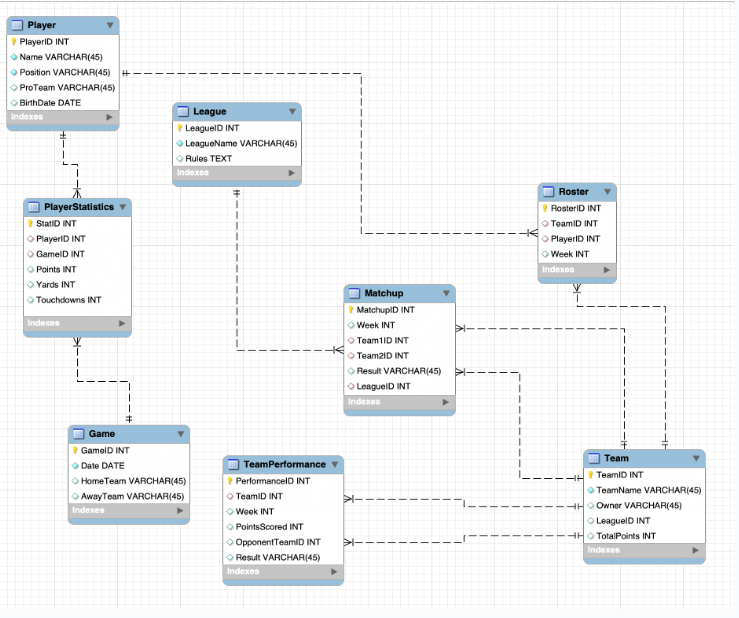 Player
PlayerID INT
Name VARCHAR(45)
Position VARCHAR(45)
ProTeam VARCHAR(45)
BirthDate DATE
Indexes
League
LeagueID INT
LeagueName VARCHAR(45)
Rules TEXT
Indexes
PlayerStatistics
StatID INT
PlayerID INT
GameID INT
Points INT
Yards INT
Touchdowns INT
Indexes
Roster
RosterID INT
TeamID INT
PlayerID INT
Week INT
Indexes
Matchup
MatchupID INT
Week INT
Team1ID INT
Team2ID INT
Result VARCHAR(45)
LeagueID INT
Indexes
Game
GameID INT
Date DATE
HomeTeam VARCHAR(45)
AwayTeam VARCHAR(45)
Indexes
TeamPerformance
PerformanceID INT
TeamID INT
Week INT
PointsScored INT
OpponentTeamID INT
Result VARCHAR(45)
Indexes
Team
TeamID INT
TeamName VARCHAR(45)
Owner VARCHAR(45)
LeagueID INT
TotalPoints INT
Indexes